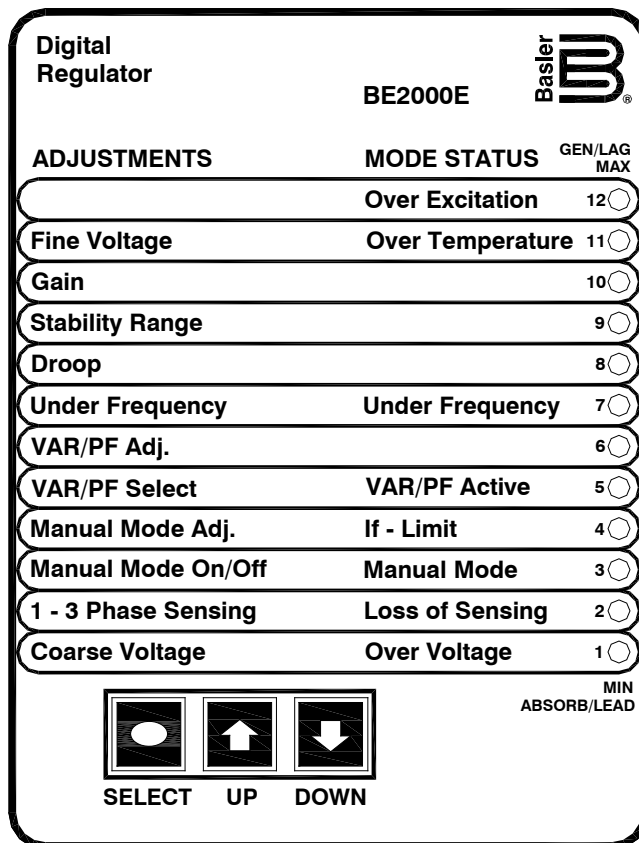 Digital
Regulator
BE2000E
Basler
®
ADJUSTMENTS MODE STATUS GEN/LAG
MAX
Over Excitation 12
Fine Voltage Over Temperature 11
Gain 10
Stability Range 9
Droop 8
Under Frequency Under Frequency 7
VAR/PF Adj. 6
VAR/PF Select VAR/PF Active 5
Manual Mode Adj. If - Limit 4
Manual Mode On/Off Manual Mode 3
1 - 3 Phase Sensing Loss of Sensing 2
Coarse Voltage Over Voltage 1
MIN
ABSORB/LEAD
SELECT UP DOWN